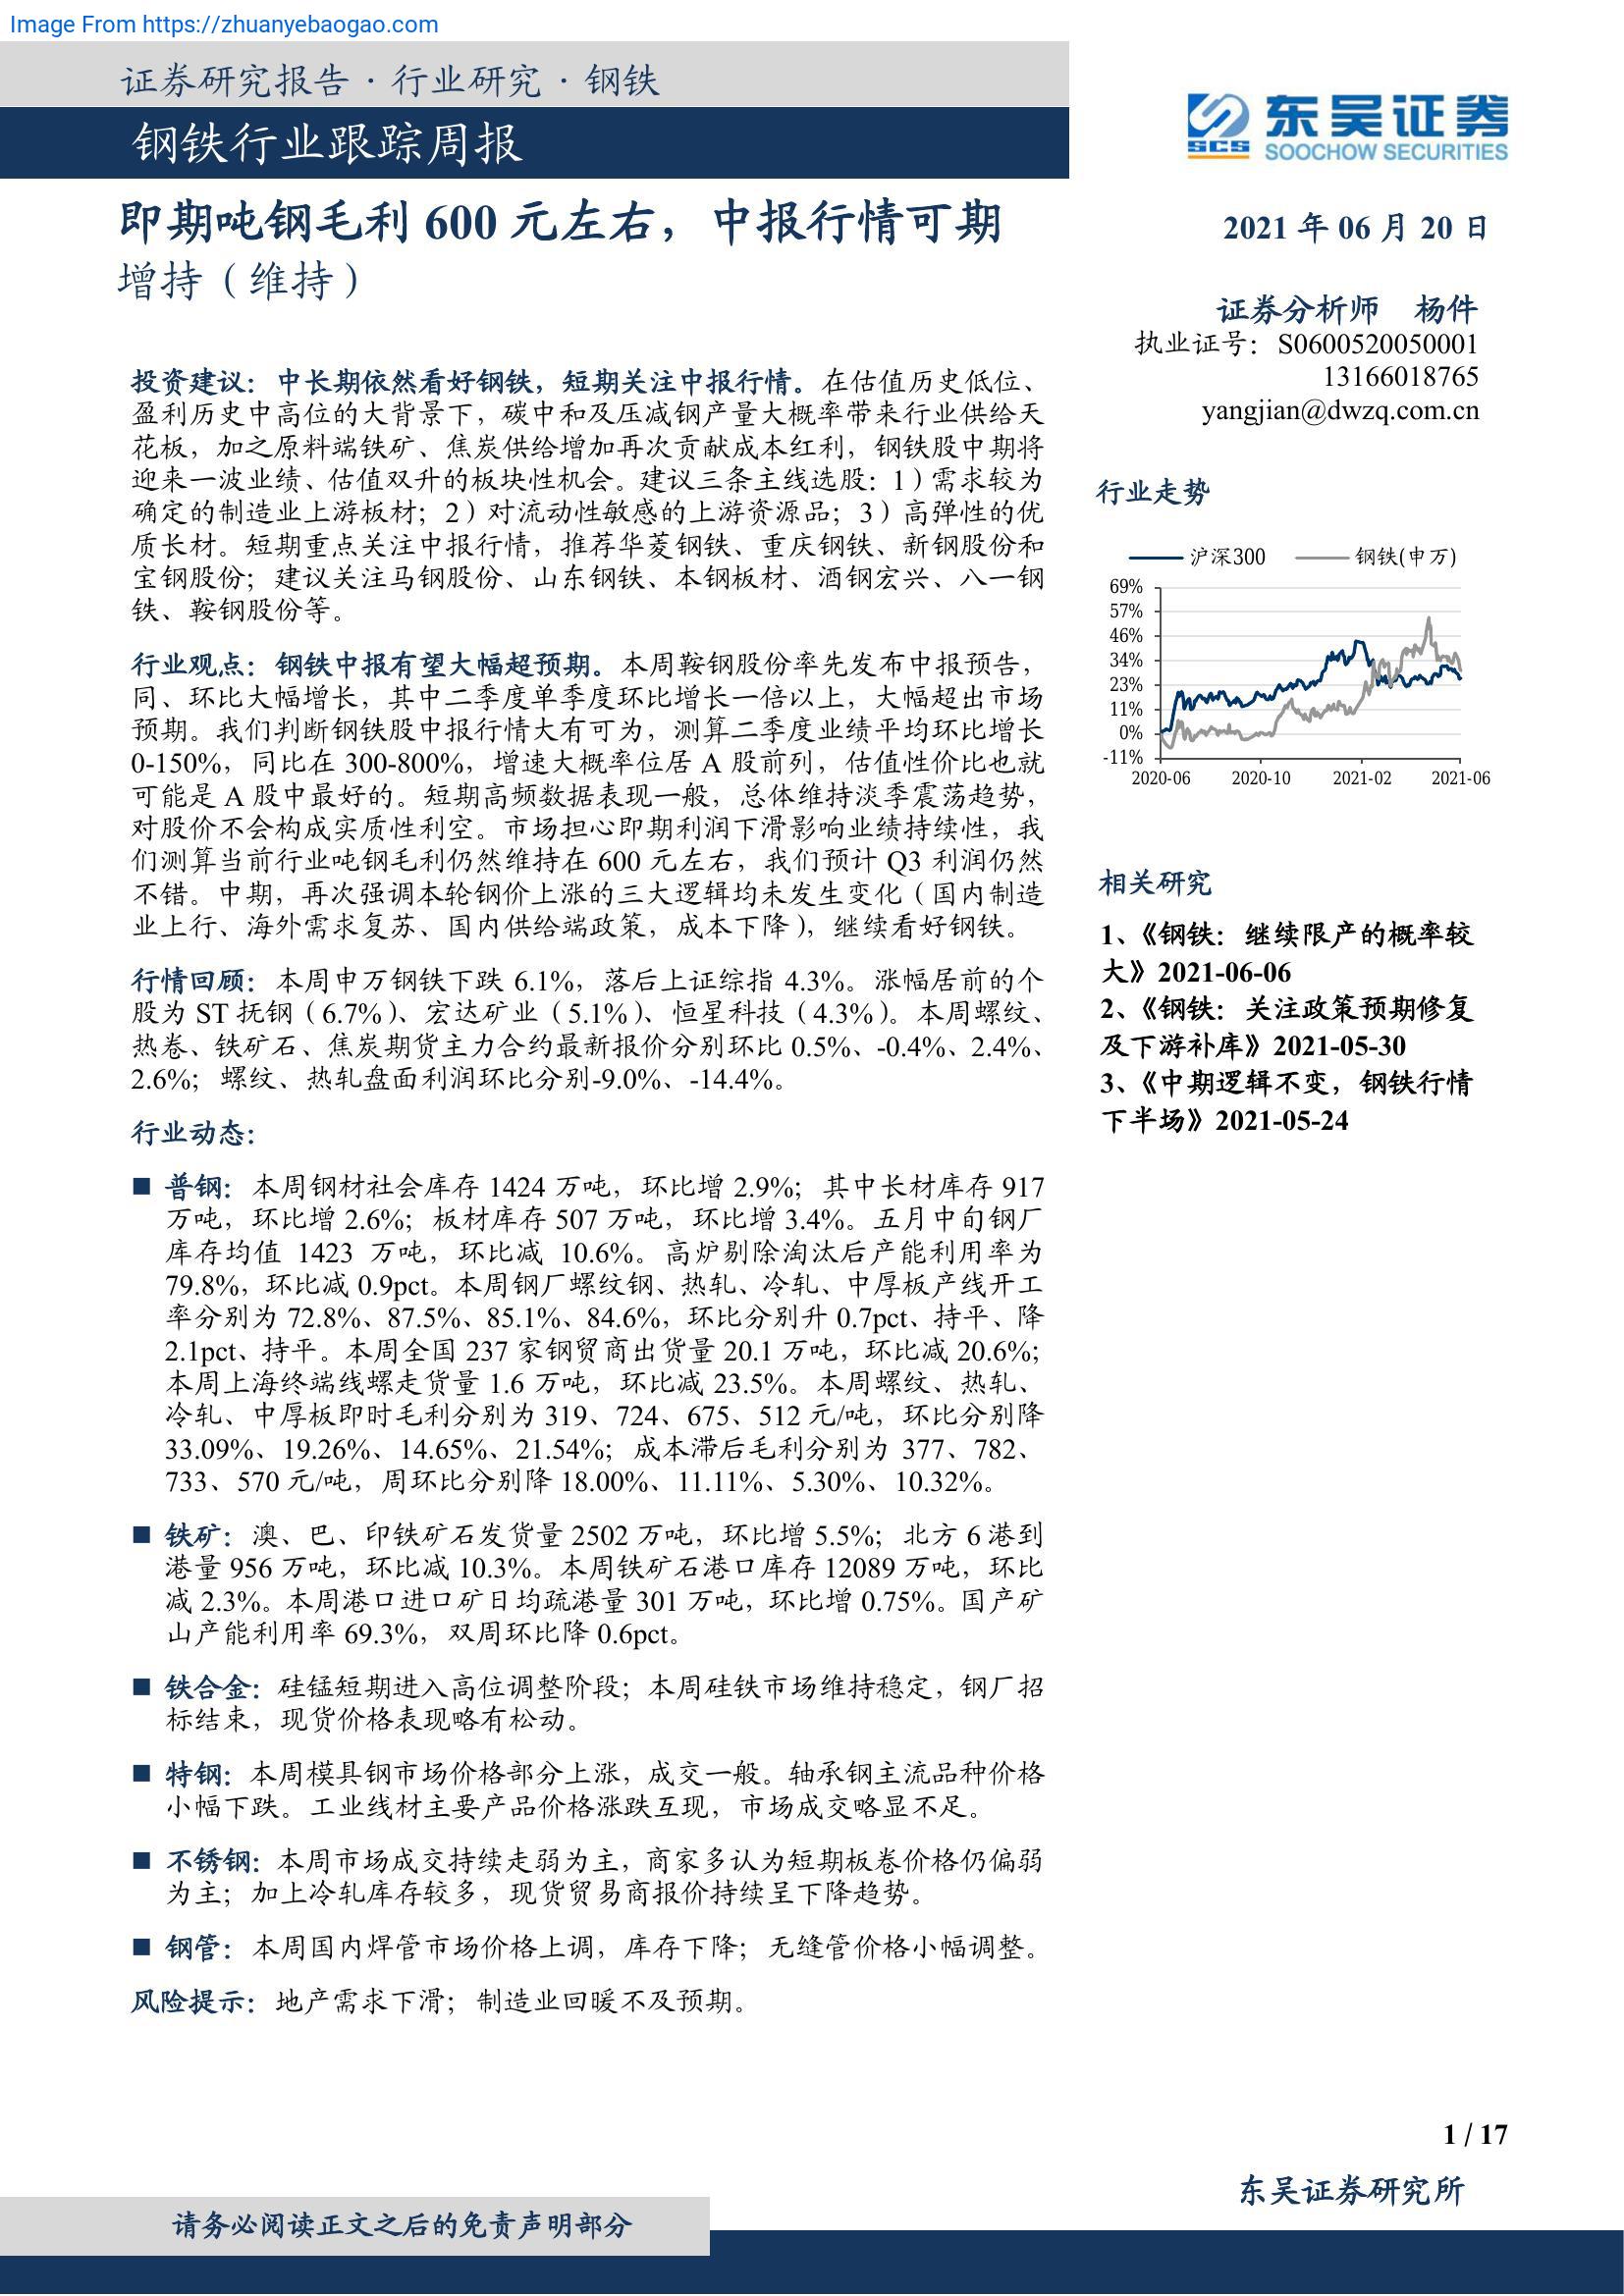 Image From https://zhuanyebaogao.com
证券研究报告·行业研究·钢铁
钢铁行业跟踪周报
东吴证券
SCS
SOOCHOW SECURITIES
即期吨钢毛利 600 元左右，中报行情可期
增持（维持）
投资建议：中长期依然看好钢铁，短期关注中报行情。在估值历史低位、
盈利历史中高位的大背景下，碳中和及压减钢产量大概率带来行业供给天
花板，加之原料端铁矿、焦炭供给增加再次贡献成本红利，钢铁股中期将
迎来一波业绩、估值双升的板块性机会。建议三条主线选股：1）需求较为
确定的制造业上游板材；2）对流动性敏感的上游资源品；3）高弹性的优
质长材。短期重点关注中报行情，推荐华菱钢铁、重庆钢铁、新钢股份和
宝钢股份；建议关注马钢股份、山东钢铁、本钢板材、酒钢宏兴、八一钢
铁、鞍钢股份等。
行业观点：钢铁中报有望大幅超预期。本周鞍钢股份率先发布中报预告，
同、环比大幅增长，其中二季度单季度环比增长一倍以上，大幅超出市场
预期。我们判断钢铁股中报行情大有可为，测算二季度业绩平均环比增长
0-150%，同比在 300-800%，增速大概率位居 A 股前列，估值性价比也就
可能是 A 股中最好的。短期高频数据表现一般，总体维持淡季震荡趋势，
对股价不会构成实质性利空。市场担心即期利润下滑影响业绩持续性，我
们测算当前行业吨钢毛利仍然维持在 600 元左右，我们预计 Q3 利润仍然
不错。中期，再次强调本轮钢价上涨的三大逻辑均未发生变化（国内制造
业上行、海外需求复苏、国内供给端政策，成本下降），继续看好钢铁。
行情回顾：本周申万钢铁下跌 6.1%，落后上证综指 4.3%。涨幅居前的个
股为 ST 抚钢（6.7%）、宏达矿业（5.1%）、恒星科技（4.3%）。本周螺纹、
热卷、铁矿石、焦炭期货主力合约最新报价分别环比 0.5%、-0.4%、2.4%、
2.6%；螺纹、热轧盘面利润环比分别-9.0%、-14.4%。
行业动态：
■ 普钢：本周钢材社会库存 1424 万吨，环比增 2.9%；其中长材库存 917
万吨，环比增 2.6%；板材库存 507 万吨，环比增 3.4%。五月中旬钢厂
库存均值 1423 万吨，环比减 10.6%。高炉剔除淘汰后产能利用率为
79.8%，环比减 0.9pct。本周钢厂螺纹钢、热轧、冷轧、中厚板产线开工
率分别为 72.8%、87.5%、85.1%、84.6%，环比分别升 0.7pct、持平、降
2.1pct、持平。本周全国 237 家钢贸商出货量 20.1 万吨，环比减 20.6%；
本周上海终端线螺走货量 1.6 万吨，环比减 23.5%。本周螺纹、热轧、
冷轧、中厚板即时毛利分别为 319、724、675、512 元/吨，环比分别降
33.09%、19.26%、14.65%、21.54%；成本滞后毛利分别为 377、782、
733、570 元/吨，周环比分别降 18.00%、11.11%、5.30%、10.32%。
■ 铁矿：澳、巴、印铁矿石发货量 2502 万吨，环比增 5.5%；北方 6 港到
港量 956 万吨，环比减 10.3%。本周铁矿石港口库存 12089 万吨，环比
减 2.3%。本周港口进口矿日均疏港量 301 万吨，环比增 0.75%。国产矿
山产能利用率 69.3%，双周环比降 0.6pct。
■ 铁合金：硅锰短期进入高位调整阶段；本周硅铁市场维持稳定，钢厂招
标结束，现货价格表现略有松动。
■ 特钢：本周模具钢市场价格部分上涨，成交一般。轴承钢主流品种价格
小幅下跌。工业线材主要产品价格涨跌互现，市场成交略显不足。
■ 不锈钢：本周市场成交持续走弱为主，商家多认为短期板卷价格仍偏弱
为主；加上冷轧库存较多，现货贸易商报价持续呈下降趋势。
■ 钢管：本周国内焊管市场价格上调，库存下降；无缝管价格小幅调整。
风险提示：地产需求下滑；制造业回暖不及预期。
2021 年 06 月 20 日
证券分析师 杨件
执业证号：S0600520050001
13166018765
yangjian@dwzq.com.cn
行业走势
沪深300 钢铁(申万)
69%
57%
46%
34%
23%
11%
0%
-11%
2020-06 2020-10 2021-02 2021-06
相关研究
1、《钢铁：继续限产的概率较
大》2021-06-06
2、《钢铁：关注政策预期修复
及下游补库》2021-05-30
3、《中期逻辑不变，钢铁行情
下半场》2021-05-24
1 / 17
东吴证券研究所
请务必阅读正文之后的免责声明部分